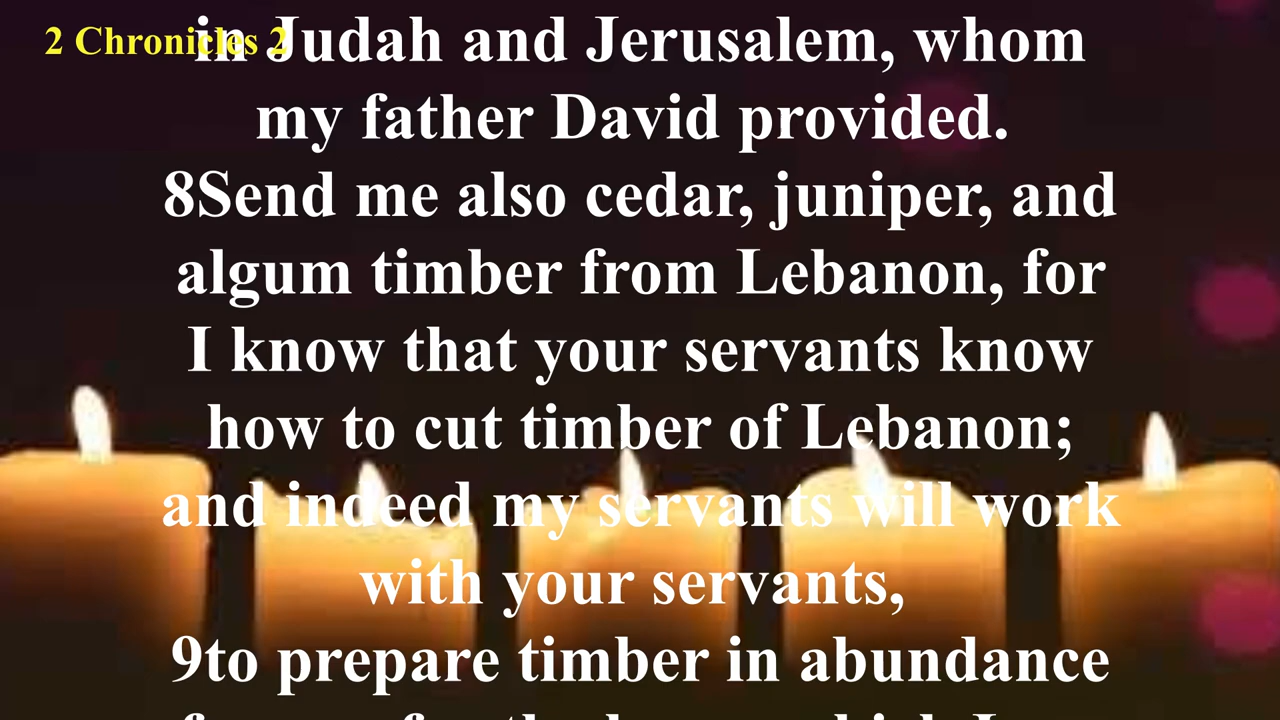 2 Chronicles 2
in Judah and Jerusalem, whom
my father David provided.
8Send me also cedar, juniper, and
algum timber from Lebanon, for
I know that your servants know
how to cut timber of Lebanon;
and indeed my servants will work
with your servants,
9to prepare timber in abundance